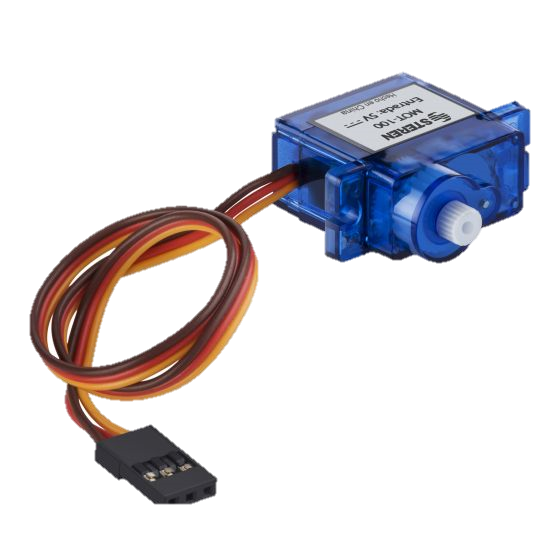 STEREN
MOT-100
Entrada: 5V
Hecho en China